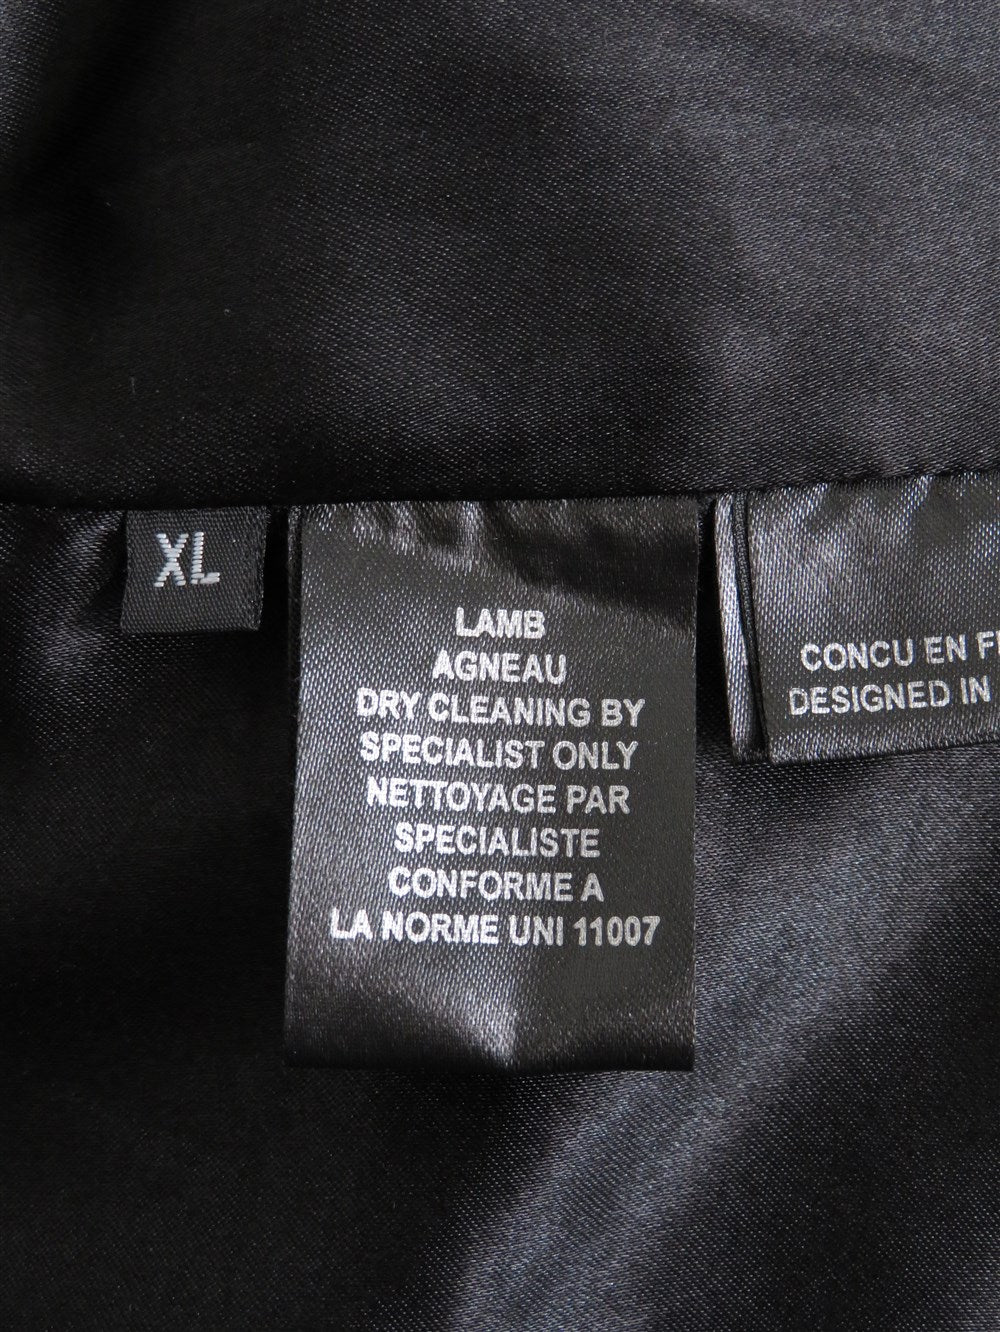 XL
LAMB
AGNEAU
DRY CLEANING BY
SPECIALIST ONLY
NETTOYAGE PAR
SPECIALISTE
CONFORME A
LA NORME UNI 11007
CONCU EN
DESIGNED IN